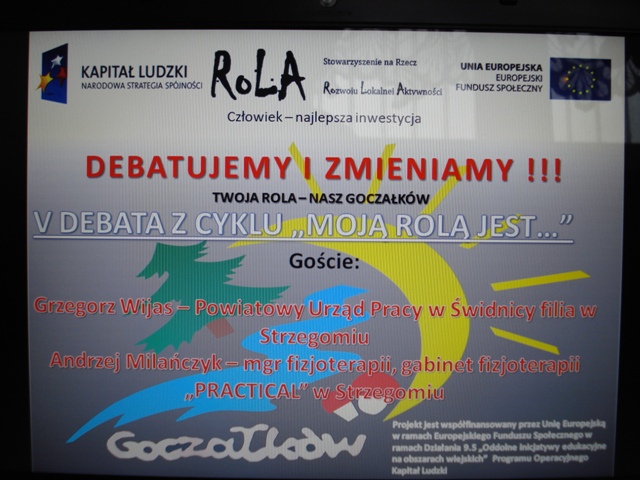 KAPITAŁ LUDZKI
NARODOWA STRATEGIA SPÓJNOŚCI
RoLA
Stowarzyszenie na Rzecz
Rozwoju Lokalnej Aktywności
UNIA EUROPEJSKA
EUROPEJSKI
FUNDUSZ SPOŁECZNY
Człowiek – najlepsza inwestycja
DEBATUJEMY I ZMIENIAMY !!!
TWOJA ROLA – NASZ GOCZAŁKÓW
V DEBATA Z CYKLU „MOJĄ ROLĄ JEST...”
Goście:
Grzegorz Wijas – Powiatowy Urząd Pracy w Świdnicy filia w
Strzegomiu
Andrzej Milańczyk – mgr fizjoterapii, gabinet fizjoterapii
„PRACTICAL” w Strzegomiu
Goczałków
Projekt jest współfinansowany przez Unię Europejską
w ramach Europejskiego Funduszu Społecznego w
ramach Działania 9.5 „Oddolne inicjatywy edukacyjne
na obszarach wiejskich” Programu Operacyjnego
Kapitał Ludzki